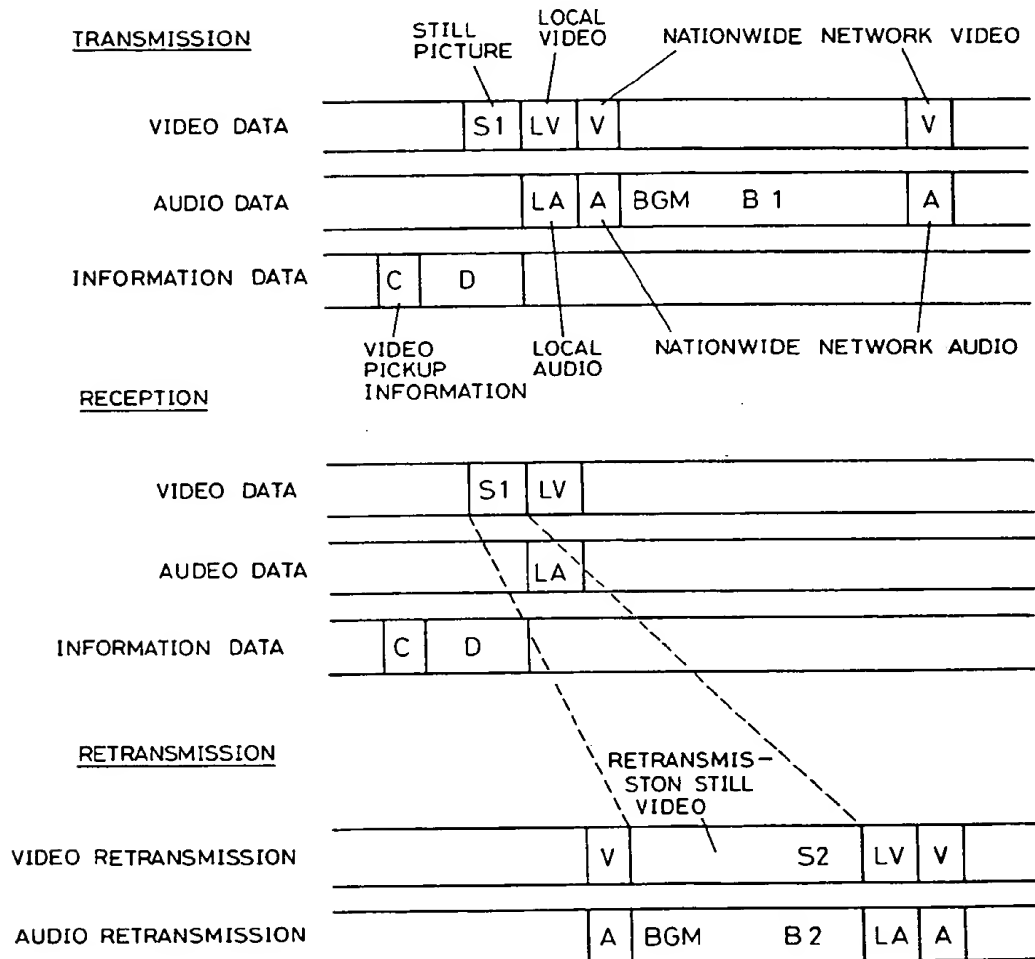 TRANSMISSION
STILL
PICTURE
LOCAL
VIDEO
NATIONWIDE NETWORK VIDEO
VIDEO DATA
S1 LV V V
AUDIO DATA
LA A BGM B1 A
INFORMATION DATA
C D
VIDEO
PICKUP
INFORMATION
LOCAL
AUDIO
NATIONWIDE NETWORK AUDIO
RECEPTION
VIDEO DATA
S1 LV
AUDEO DATA
LA
INFORMATION DATA
C D
RETRANSMISSION
RETRANSMIS-
STON STILL
VIDEO
VIDEO RETRANSMISSION
V S2 LV V
AUDIO RETRANSMISSION
A BGM B2 LA A